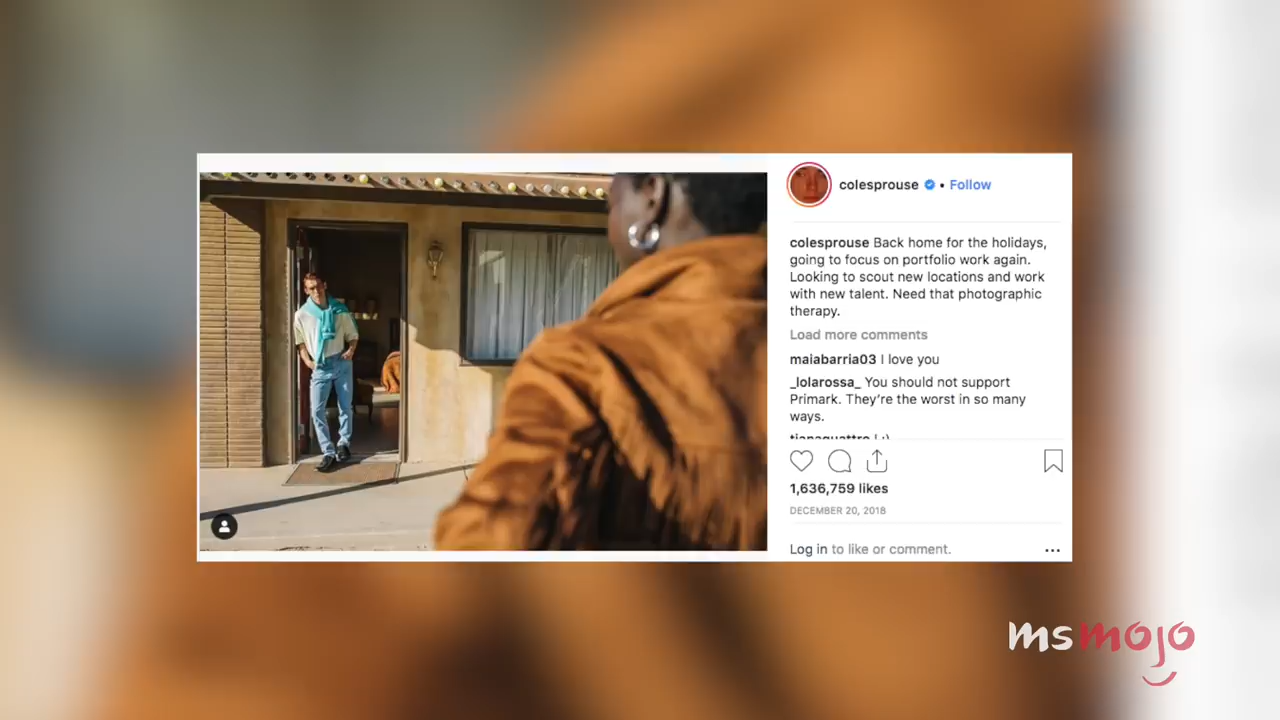 colesprouse • Follow
colesprouse Back home for the holidays,
going to focus on portfolio work again.
Looking to scout new locations and work
with new talent. Need that photographic
therapy.
Load more comments
maiabarria03 I love you
_lolarossa_ You should not support
Primark. They’re the worst in so many
ways.
1,636,759 likes
DECEMBER 20, 2018
Log in to like or comment.
msmojo